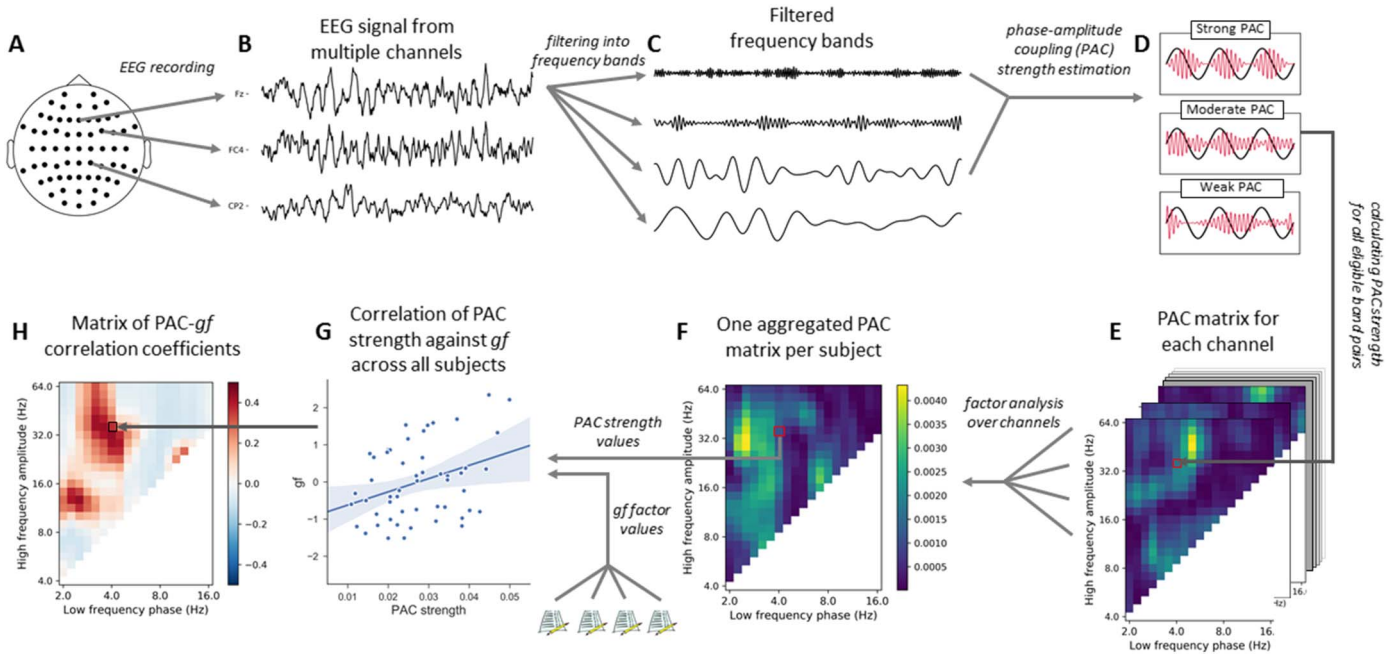 A
EEG recording
B
EEG signal from
multiple channels
Fz -
FC4 -
CP2 -
filtering into
frequency bands
C
Filtered
frequency bands
phase-amplitude
coupling (PAC)
strength estimation
D
Strong PAC
Moderate PAC
Weak PAC
calculating PAC strength
for all eligible band pairs
H
Matrix of PAC-gf
correlation coefficients
High frequency amplitude (Hz)
64.0
32.0
16.0
8.0
4.0
2.0 4.0 8.0 16.0
Low frequency phase (Hz)
0.4
0.2
0.0
−0.2
−0.4
G
Correlation of PAC
strength against gf
across all subjects
gf
2
1
0
−1
−2
0.01 0.02 0.03 0.04 0.05
PAC strength
PAC strength
values
gf factor
values
F
One aggregated PAC
matrix per subject
High frequency amplitude (Hz)
64.0
32.0
16.0
8.0
4.0
2.0 4.0 8.0 16.0
Low frequency phase (Hz)
0.0040
0.0035
0.0030
0.0025
0.0020
0.0015
0.0010
0.0005
factor analysis
over channels
E
PAC matrix for
each channel
High frequency amplitude (Hz)
64.0
32.0
16.0
8.0
4.0
2.0 4.0 8.0 16.
Low frequency phase (Hz)
16.
Hz)